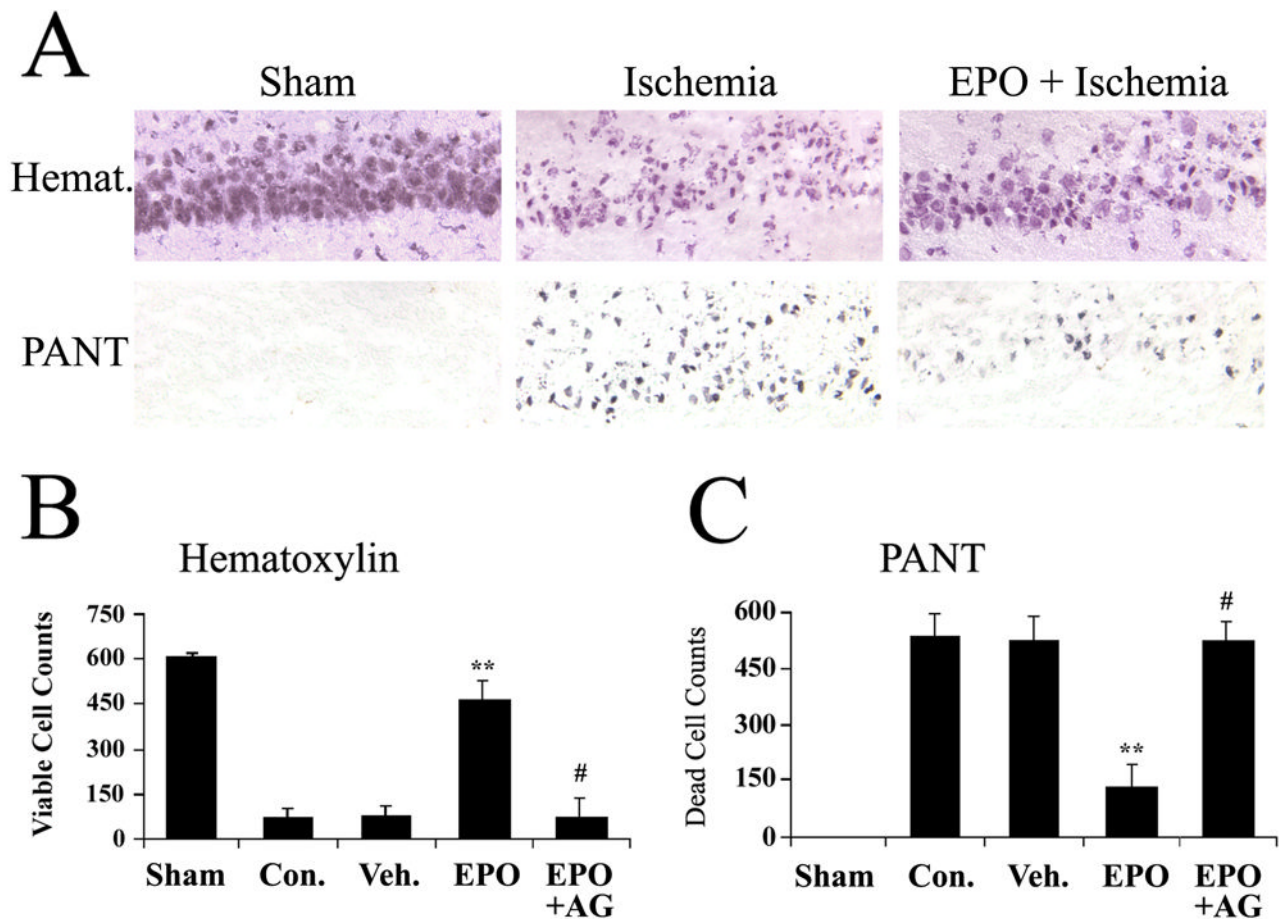 A
Sham Ischemia EPO + Ischemia
Hemat.
PANT
B
Hematoxylin
Viable Cell Counts
750
600
450
300
150
0
**
#
Sham Con. Veh. EPO EPO
+AG
C
PANT
Dead Cell Counts
600
450
300
150
0
**
#
Sham Con. Veh. EPO EPO
+AG